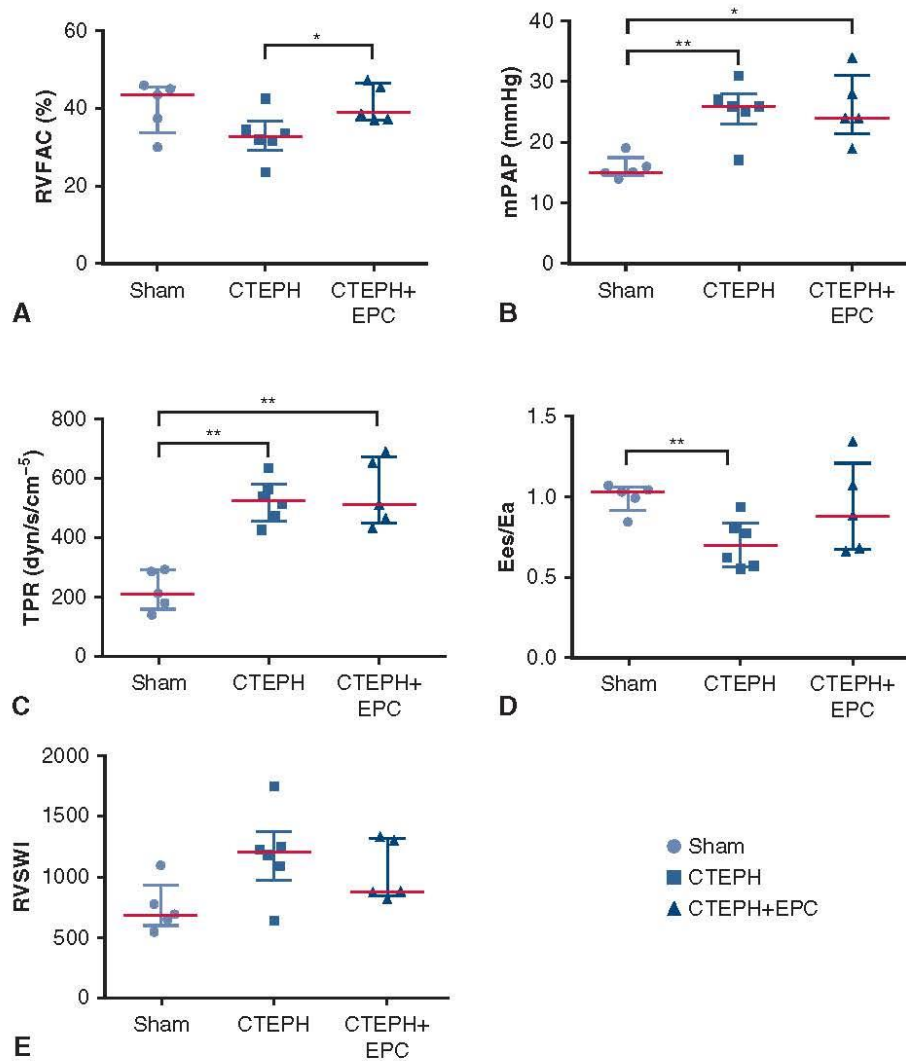 RVFAC (%)
60
40
20
0
*
Sham
CTEPH
CTEPH+
EPC
A
mPAP (mmHg)
40
30
20
10
0
*
**
Sham
CTEPH
CTEPH+
EPC
B
TPR (dyn/s/cm⁻⁵)
800
600
400
200
0
**
**
Sham
CTEPH
CTEPH+
EPC
C
Ees/Ea
1.5
1.0
0.5
0.0
**
Sham
CTEPH
CTEPH+
EPC
D
RVSWI
2000
1500
1000
500
0
Sham
CTEPH
CTEPH+
EPC
E
Sham
CTEPH
CTEPH+EPC